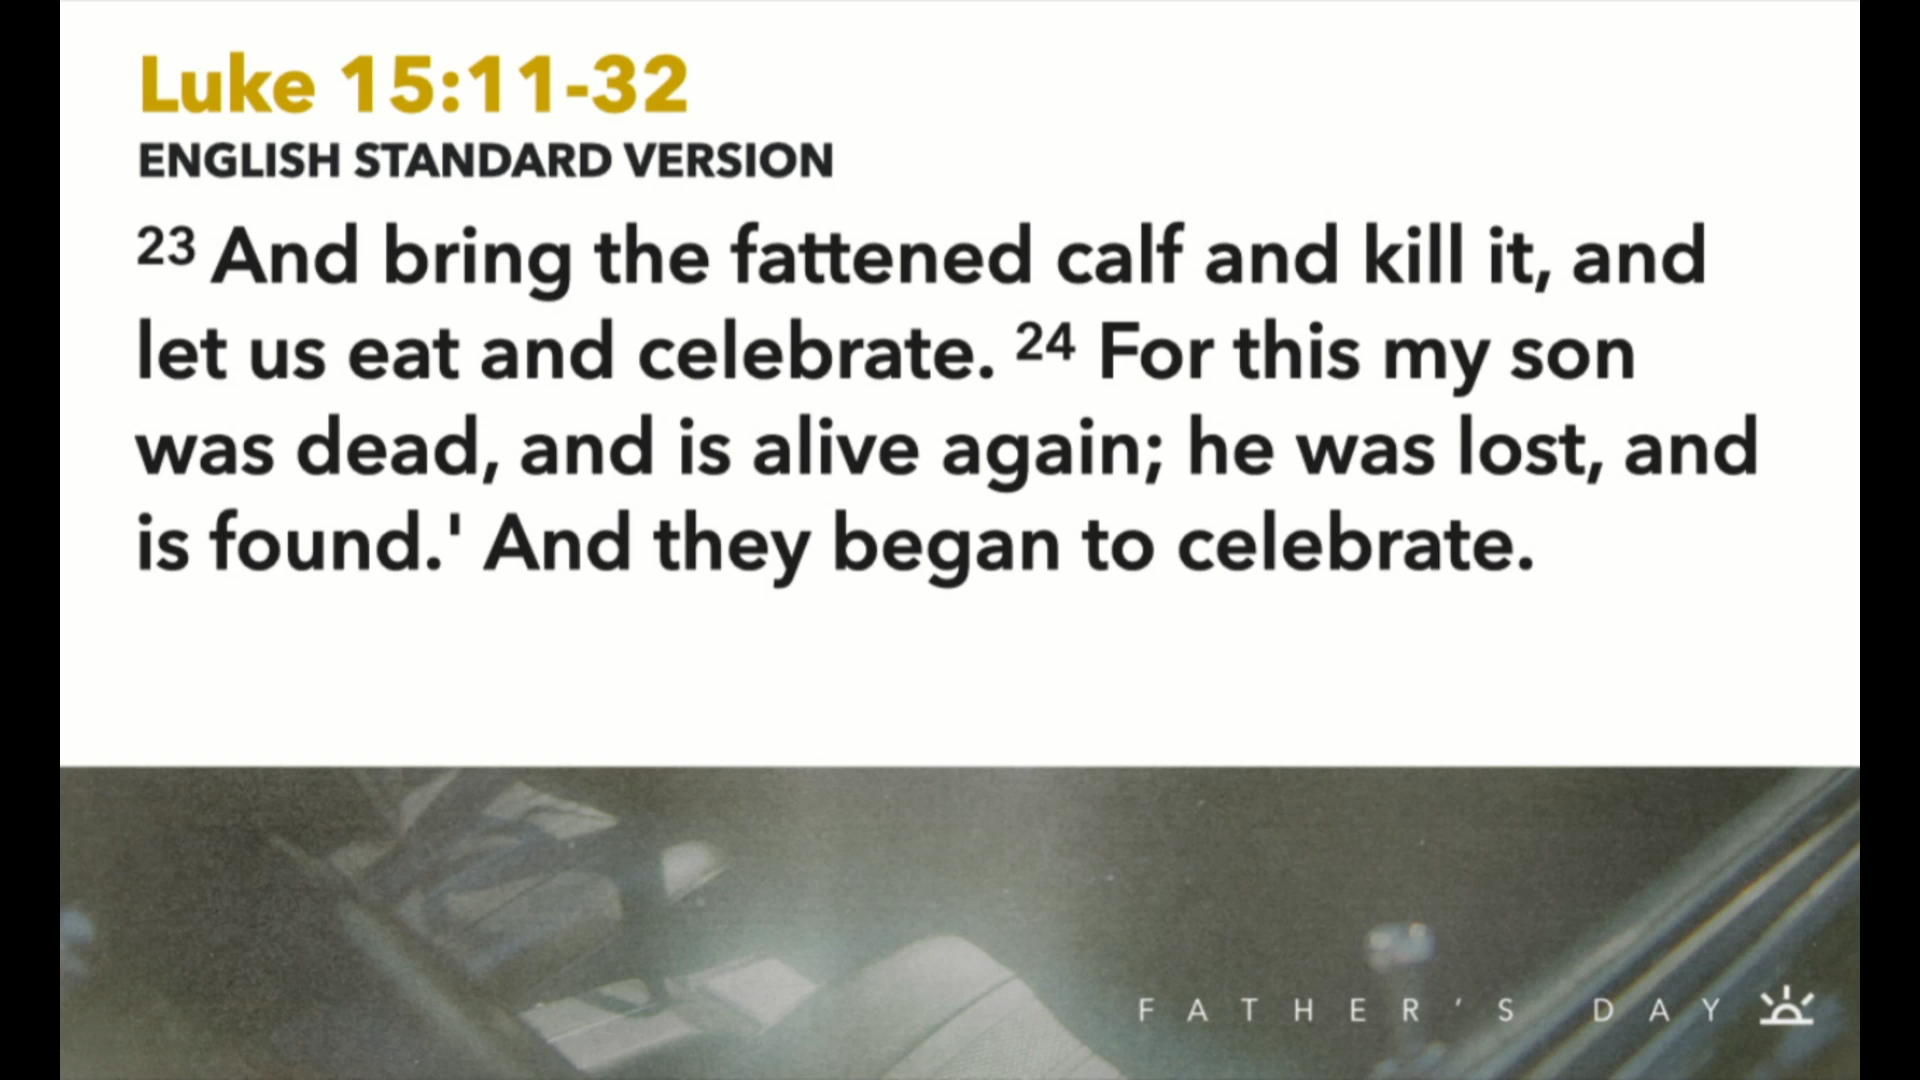 Luke 15:11-32
ENGLISH STANDARD VERSION
23 And bring the fattened calf and kill it, and
let us eat and celebrate. 24 For this my son
was dead, and is alive again; he was lost, and
is found.' And they began to celebrate.
FATHER’S DAY